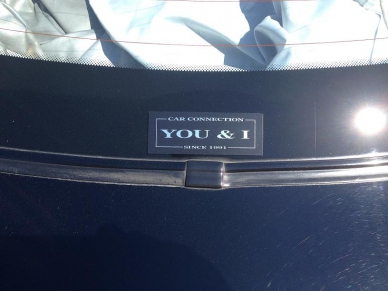 CAR CONNECTION
YOU & I
SINCE 1991